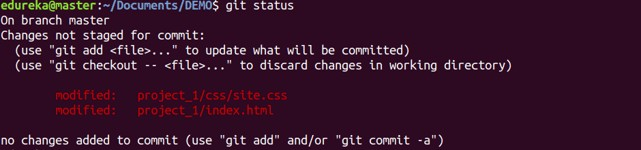 edureka@master:~/Documents/DEMO$ git status
On branch master
Changes not staged for commit:
  (use "git add <file>..." to update what will be committed)
  (use "git checkout -- <file>..." to discard changes in working directory)
        modified:   project_1/css/site.css
        modified:   project_1/index.html
no changes added to commit (use "git add" and/or "git commit -a")